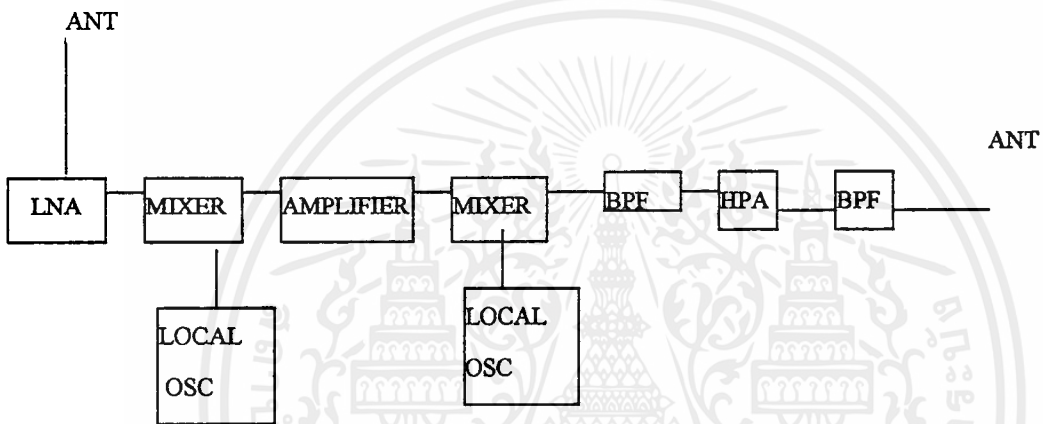 ANT
ANT
LNA
MIXER
AMPLIFIER
MIXER
BPF
HPA
BPF
LOCAL
OSC
LOCAL
OSC